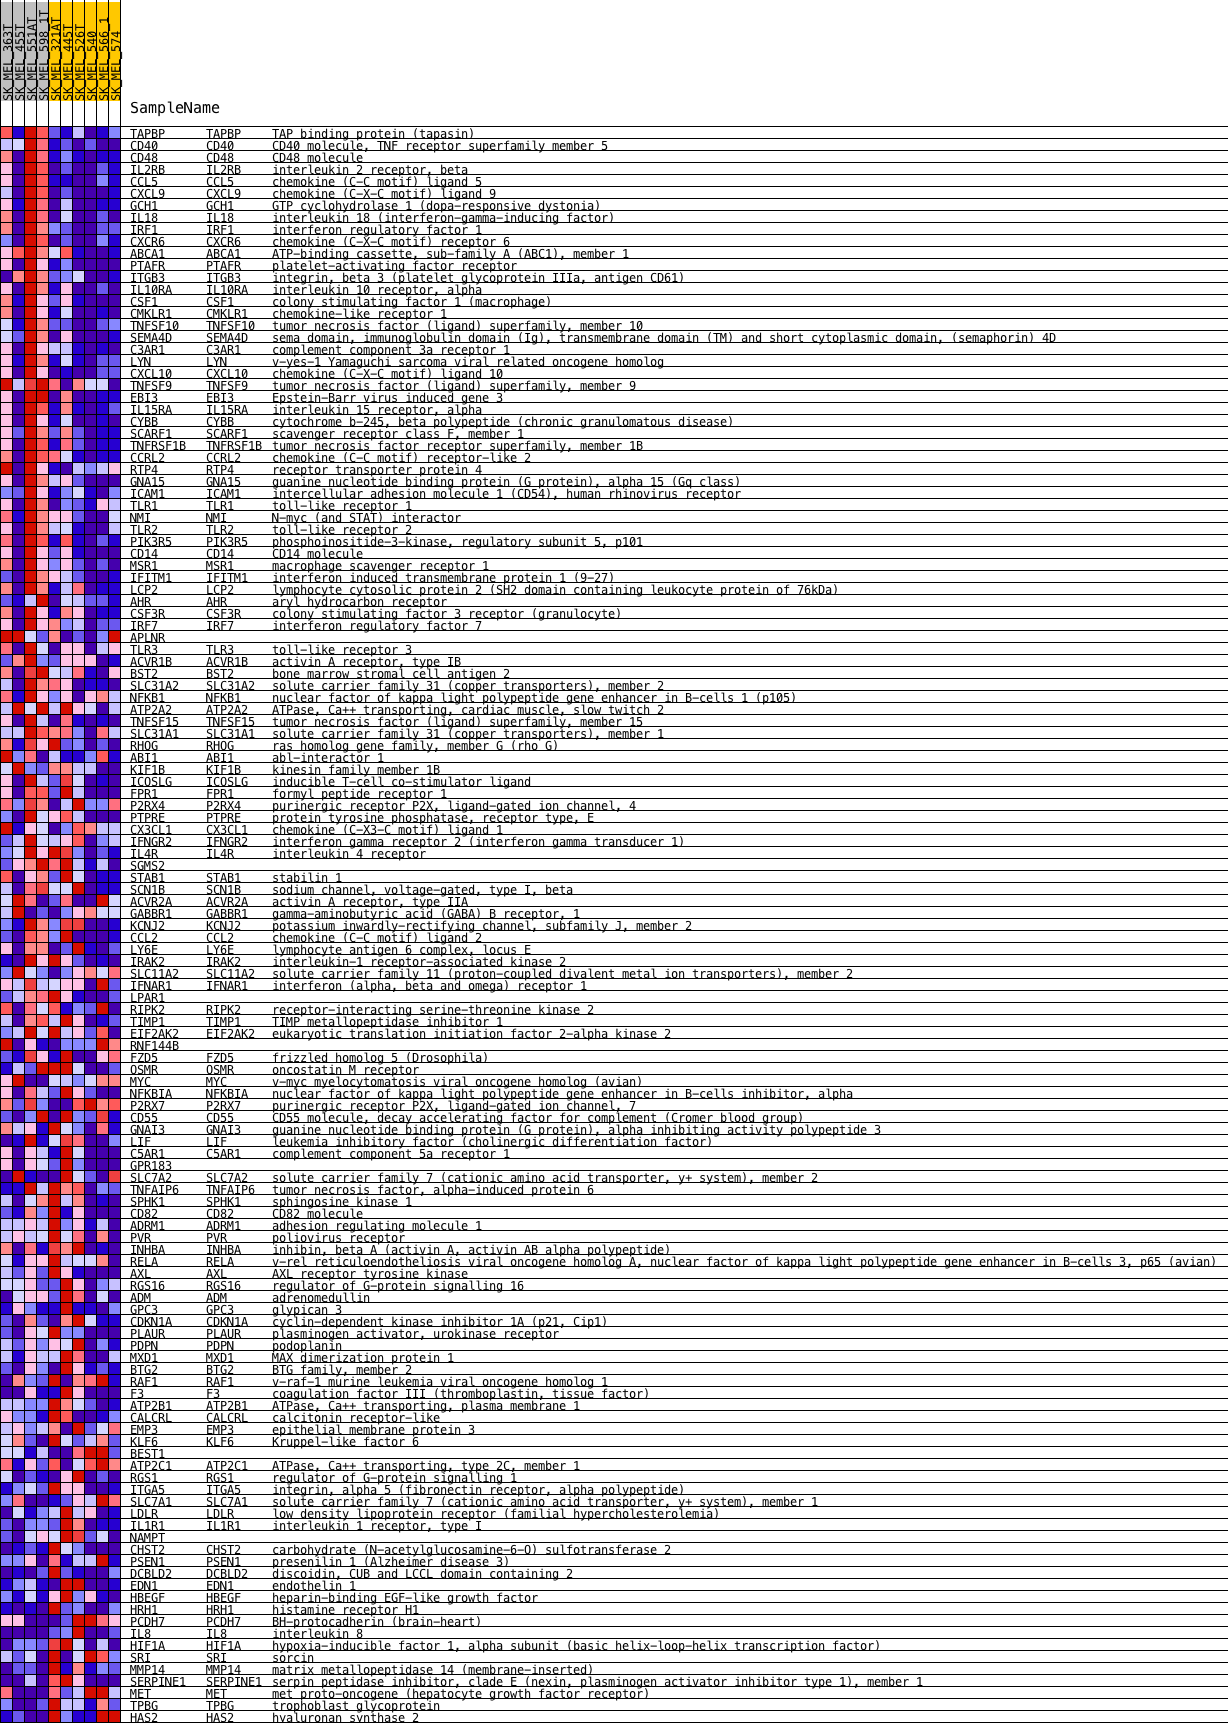 SK_MEL_363T
SK_MEL_455T
SK_MEL_551AT
SK_MEL_598_1T
SK_MEL_321AT
SK_MEL_445T
SK_MEL_526T
SK_MEL_540
SK_MEL_566_1
SK_MEL_574
SampleName
TAPBP TAPBP TAP binding protein (tapasin)
CD40 CD40 CD40 molecule, TNF receptor superfamily member 5
CD48 CD48 CD48 molecule
IL2RB IL2RB interleukin 2 receptor, beta
CCL5 CCL5 chemokine (C-C motif) ligand 5
CXCL9 CXCL9 chemokine (C-X-C motif) ligand 9
GCH1 GCH1 GTP cyclohydrolase 1 (dopa-responsive dystonia)
IL18 IL18 interleukin 18 (interferon-gamma-inducing factor)
IRF1 IRF1 interferon regulatory factor 1
CXCR6 CXCR6 chemokine (C-X-C motif) receptor 6
ABCA1 ABCA1 ATP-binding cassette, sub-family A (ABC1), member 1
PTAFR PTAFR platelet-activating factor receptor
ITGB3 ITGB3 integrin, beta 3 (platelet glycoprotein IIIa, antigen CD61)
IL10RA IL10RA interleukin 10 receptor, alpha
CSF1 CSF1 colony stimulating factor 1 (macrophage)
CMKLR1 CMKLR1 chemokine-like receptor 1
TNFSF10 TNFSF10 tumor necrosis factor (ligand) superfamily, member 10
SEMA4D SEMA4D sema domain, immunoglobulin domain (Ig), transmembrane domain (TM) and short cytoplasmic domain, (semaphorin) 4D
C3AR1 C3AR1 complement component 3a receptor 1
LYN LYN v-yes-1 Yamaguchi sarcoma viral related oncogene homolog
CXCL10 CXCL10 chemokine (C-X-C motif) ligand 10
TNFSF9 TNFSF9 tumor necrosis factor (ligand) superfamily, member 9
EBI3 EBI3 Epstein-Barr virus induced gene 3
IL15RA IL15RA interleukin 15 receptor, alpha
CYBB CYBB cytochrome b-245, beta polypeptide (chronic granulomatous disease)
SCARF1 SCARF1 scavenger receptor class F, member 1
TNFRSF1B TNFRSF1B tumor necrosis factor receptor superfamily, member 1B
CCRL2 CCRL2 chemokine (C-C motif) receptor-like 2
RTP4 RTP4 receptor transporter protein 4
GNA15 GNA15 guanine nucleotide binding protein (G protein), alpha 15 (Gq class)
ICAM1 ICAM1 intercellular adhesion molecule 1 (CD54), human rhinovirus receptor
TLR1 TLR1 toll-like receptor 1
NMI NMI N-myc (and STAT) interactor
TLR2 TLR2 toll-like receptor 2
PIK3R5 PIK3R5 phosphoinositide-3-kinase, regulatory subunit 5, p101
CD14 CD14 CD14 molecule
MSR1 MSR1 macrophage scavenger receptor 1
IFITM1 IFITM1 interferon induced transmembrane protein 1 (9-27)
LCP2 LCP2 lymphocyte cytosolic protein 2 (SH2 domain containing leukocyte protein of 76kDa)
AHR AHR aryl hydrocarbon receptor
CSF3R CSF3R colony stimulating factor 3 receptor (granulocyte)
IRF7 IRF7 interferon regulatory factor 7
APLNR
TLR3 TLR3 toll-like receptor 3
ACVR1B ACVR1B activin A receptor, type IB
BST2 BST2 bone marrow stromal cell antigen 2
SLC31A2 SLC31A2 solute carrier family 31 (copper transporters), member 2
NFKB1 NFKB1 nuclear factor of kappa light polypeptide gene enhancer in B-cells 1 (p105)
ATP2A2 ATP2A2 ATPase, Ca++ transporting, cardiac muscle, slow twitch 2
TNFSF15 TNFSF15 tumor necrosis factor (ligand) superfamily, member 15
SLC31A1 SLC31A1 solute carrier family 31 (copper transporters), member 1
RHOG RHOG ras homolog gene family, member G (rho G)
ABI1 ABI1 abl-interactor 1
KIF1B KIF1B kinesin family member 1B
ICOSLG ICOSLG inducible T-cell co-stimulator ligand
FPR1 FPR1 formyl peptide receptor 1
P2RX4 P2RX4 purinergic receptor P2X, ligand-gated ion channel, 4
PTPRE PTPRE protein tyrosine phosphatase, receptor type, E
CX3CL1 CX3CL1 chemokine (C-X3-C motif) ligand 1
IFNGR2 IFNGR2 interferon gamma receptor 2 (interferon gamma transducer 1)
IL4R IL4R interleukin 4 receptor
SGMS2
STAB1 STAB1 stabilin 1
SCN1B SCN1B sodium channel, voltage-gated, type I, beta
ACVR2A ACVR2A activin A receptor, type IIA
GABBR1 GABBR1 gamma-aminobutyric acid (GABA) B receptor, 1
KCNJ2 KCNJ2 potassium inwardly-rectifying channel, subfamily J, member 2
CCL2 CCL2 chemokine (C-C motif) ligand 2
LY6E LY6E lymphocyte antigen 6 complex, locus E
IRAK2 IRAK2 interleukin-1 receptor-associated kinase 2
SLC11A2 SLC11A2 solute carrier family 11 (proton-coupled divalent metal ion transporters), member 2
IFNAR1 IFNAR1 interferon (alpha, beta and omega) receptor 1
LPAR1
RIPK2 RIPK2 receptor-interacting serine-threonine kinase 2
TIMP1 TIMP1 TIMP metallopeptidase inhibitor 1
EIF2AK2 EIF2AK2 eukaryotic translation initiation factor 2-alpha kinase 2
RNF144B
FZD5 FZD5 frizzled homolog 5 (Drosophila)
OSMR OSMR oncostatin M receptor
MYC MYC v-myc myelocytomatosis viral oncogene homolog (avian)
NFKBIA NFKBIA nuclear factor of kappa light polypeptide gene enhancer in B-cells inhibitor, alpha
P2RX7 P2RX7 purinergic receptor P2X, ligand-gated ion channel, 7
CD55 CD55 CD55 molecule, decay accelerating factor for complement (Cromer blood group)
GNAI3 GNAI3 guanine nucleotide binding protein (G protein), alpha inhibiting activity polypeptide 3
LIF LIF leukemia inhibitory factor (cholinergic differentiation factor)
C5AR1 C5AR1 complement component 5a receptor 1
GPR183
SLC7A2 SLC7A2 solute carrier family 7 (cationic amino acid transporter, y+ system), member 2
TNFAIP6 TNFAIP6 tumor necrosis factor, alpha-induced protein 6
SPHK1 SPHK1 sphingosine kinase 1
CD82 CD82 CD82 molecule
ADRM1 ADRM1 adhesion regulating molecule 1
PVR PVR poliovirus receptor
INHBA INHBA inhibin, beta A (activin A, activin AB alpha polypeptide)
RELA RELA v-rel reticuloendotheliosis viral oncogene homolog A, nuclear factor of kappa light polypeptide gene enhancer in B-cells 3, p65 (avian)
AXL AXL AXL receptor tyrosine kinase
RGS16 RGS16 regulator of G-protein signalling 16
ADM ADM adrenomedullin
GPC3 GPC3 glypican 3
CDKN1A CDKN1A cyclin-dependent kinase inhibitor 1A (p21, Cip1)
PLAUR PLAUR plasminogen activator, urokinase receptor
PDPN PDPN podoplanin
MXD1 MXD1 MAX dimerization protein 1
BTG2 BTG2 BTG family, member 2
RAF1 RAF1 v-raf-1 murine leukemia viral oncogene homolog 1
F3 F3 coagulation factor III (thromboplastin, tissue factor)
ATP2B1 ATP2B1 ATPase, Ca++ transporting, plasma membrane 1
CALCRL CALCRL calcitonin receptor-like
EMP3 EMP3 epithelial membrane protein 3
KLF6 KLF6 Kruppel-like factor 6
BEST1
ATP2C1 ATP2C1 ATPase, Ca++ transporting, type 2C, member 1
RGS1 RGS1 regulator of G-protein signalling 1
ITGA5 ITGA5 integrin, alpha 5 (fibronectin receptor, alpha polypeptide)
SLC7A1 SLC7A1 solute carrier family 7 (cationic amino acid transporter, y+ system), member 1
LDLR LDLR low density lipoprotein receptor (familial hypercholesterolemia)
IL1R1 IL1R1 interleukin 1 receptor, type I
NAMPT
CHST2 CHST2 carbohydrate (N-acetylglucosamine-6-O) sulfotransferase 2
PSEN1 PSEN1 presenilin 1 (Alzheimer disease 3)
DCBLD2 DCBLD2 discoidin, CUB and LCCL domain containing 2
EDN1 EDN1 endothelin 1
HBEGF HBEGF heparin-binding EGF-like growth factor
HRH1 HRH1 histamine receptor H1
PCDH7 PCDH7 BH-protocadherin (brain-heart)
IL8 IL8 interleukin 8
HIF1A HIF1A hypoxia-inducible factor 1, alpha subunit (basic helix-loop-helix transcription factor)
SRI SRI sorcin
MMP14 MMP14 matrix metallopeptidase 14 (membrane-inserted)
SERPINE1 SERPINE1 serpin peptidase inhibitor, clade E (nexin, plasminogen activator inhibitor type 1), member 1
MET MET met proto-oncogene (hepatocyte growth factor receptor)
TPBG TPBG trophoblast glycoprotein
HAS2 HAS2 hyaluronan synthase 2